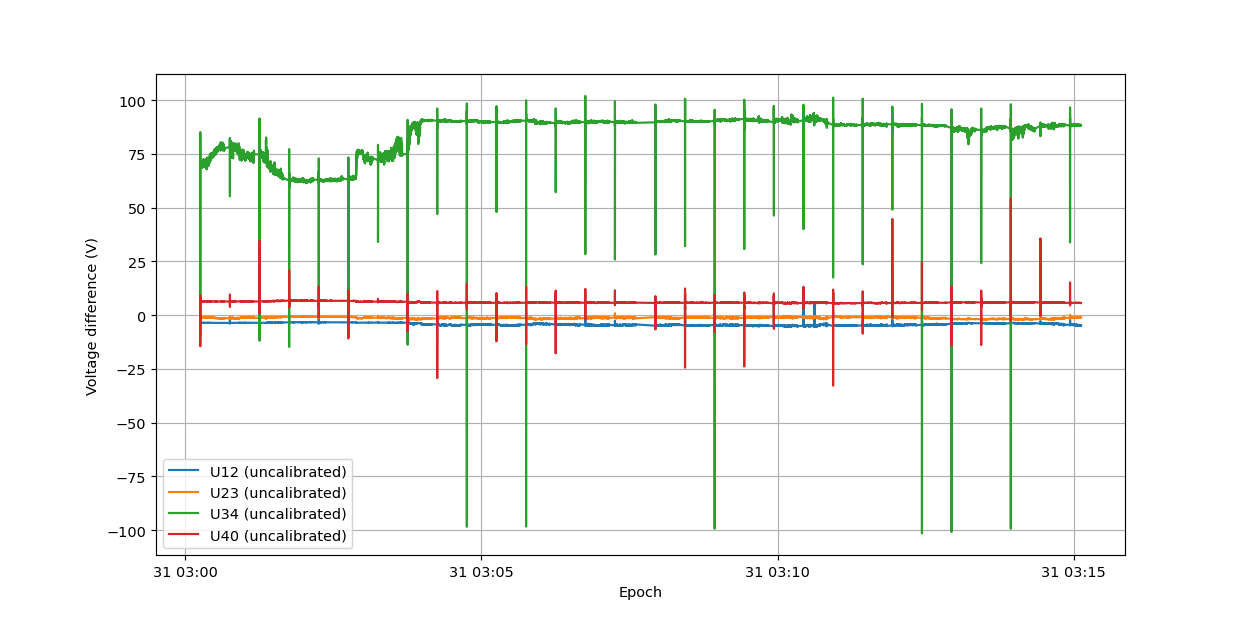 Voltage difference (V)
100
75
50
25
0
−25
−50
−75
−100
U12 (uncalibrated)
U23 (uncalibrated)
U34 (uncalibrated)
U40 (uncalibrated)
31 03:00
31 03:05
31 03:10
31 03:15
Epoch